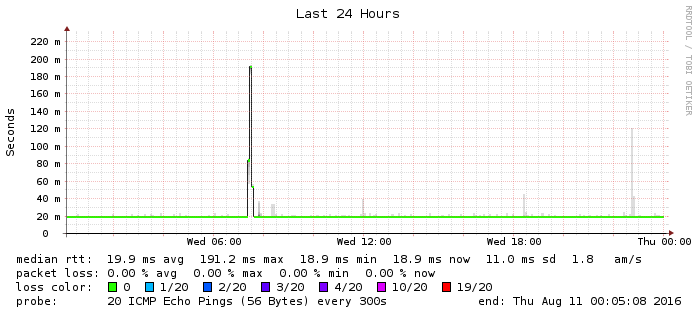 Last 24 Hours
RRDTOOL / TOBI OETIKER
Seconds
220 m
200 m
180 m
160 m
140 m
120 m
100 m
80 m
60 m
40 m
20 m
0
Wed 06:00 Wed 12:00 Wed 18:00 Thu 00:00
median rtt: 19.9 ms avg 191.2 ms max 18.9 ms min 18.9 ms now 11.0 ms sd 1.8 am/s
packet loss: 0.00 % avg 0.00 % max 0.00 % min 0.00 % now
loss color: 0 1/20 2/20 3/20 4/20 10/20 19/20
probe: 20 ICMP Echo Pings (56 Bytes) every 300s end: Thu Aug 11 00:05:08 2016